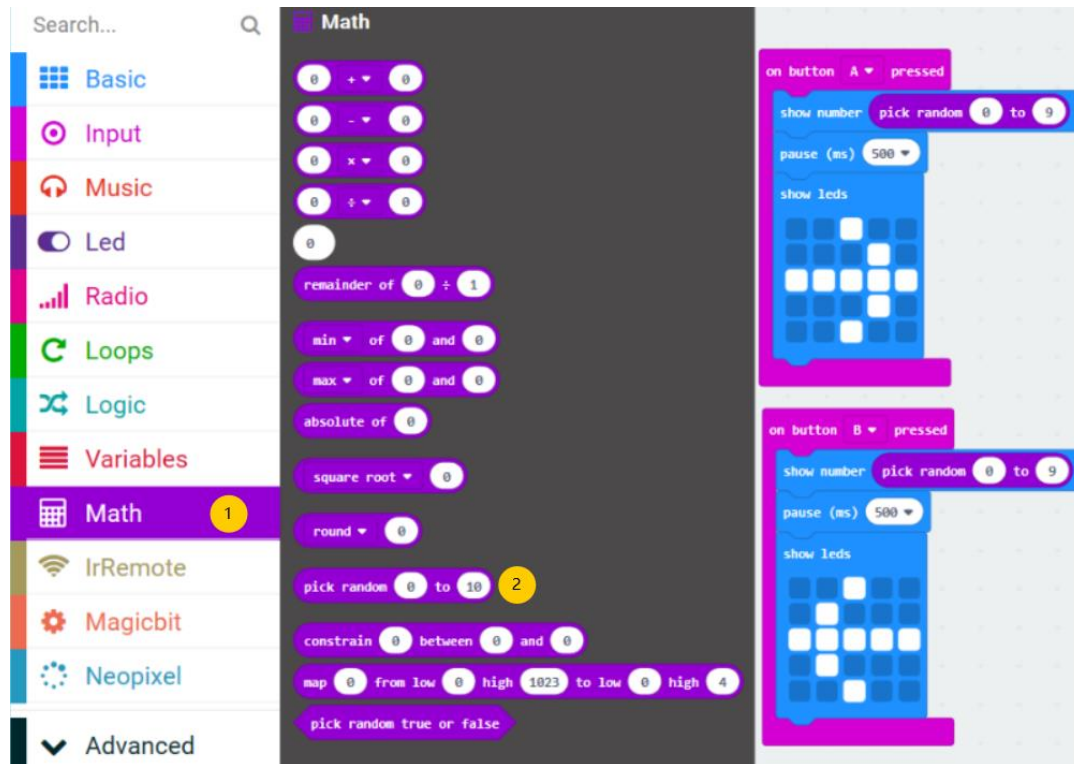 Search...
Basic
Input
Music
Led
Radio
Loops
Logic
Variables
Math 1
IrRemote
Magicbit
Neopixel
Advanced
Math
0 + 0
0 - 0
0 × 0
0 ÷ 0
0
remainder of 0 ÷ 1
min of 0 and 0
max of 0 and 0
absolute of 0
square root 0
round 0
pick random 0 to 10 2
constrain 0 between 0 and 0
map 0 from low 0 high 1023 to low 0 high 4
pick random true or false
on button A pressed
show number pick random 0 to 9
pause (ms) 500
show leds
on button B pressed
show number pick random 0 to 9
pause (ms) 500
show leds